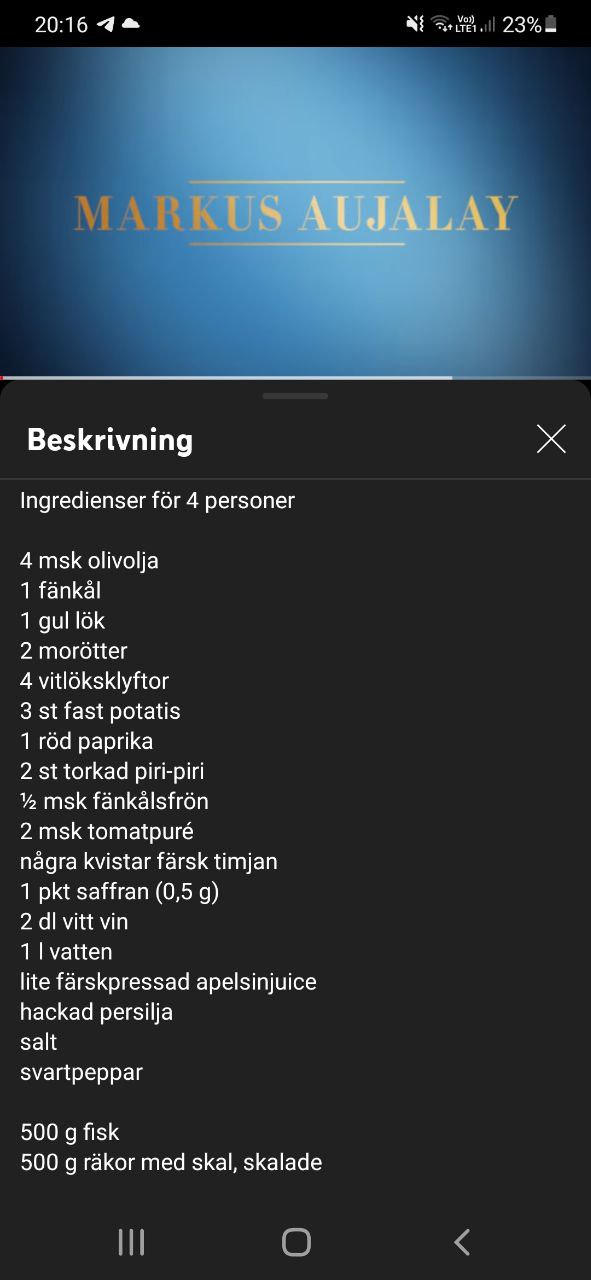 20:16 Vo) LTE1 23%
MARKUS AUJALAY
Beskrivning
Ingredienser för 4 personer
4 msk olivolja
1 fänkål
1 gul lök
2 morötter
4 vitlöksklyftor
3 st fast potatis
1 röd paprika
2 st torkad piri-piri
½ msk fänkålsfrön
2 msk tomatpuré
några kvistar färsk timjan
1 pkt saffran (0,5 g)
2 dl vitt vin
1 l vatten
lite färskpressad apelsinjuice
hackad persilja
salt
svartpeppar
500 g fisk
500 g räkor med skal, skalade